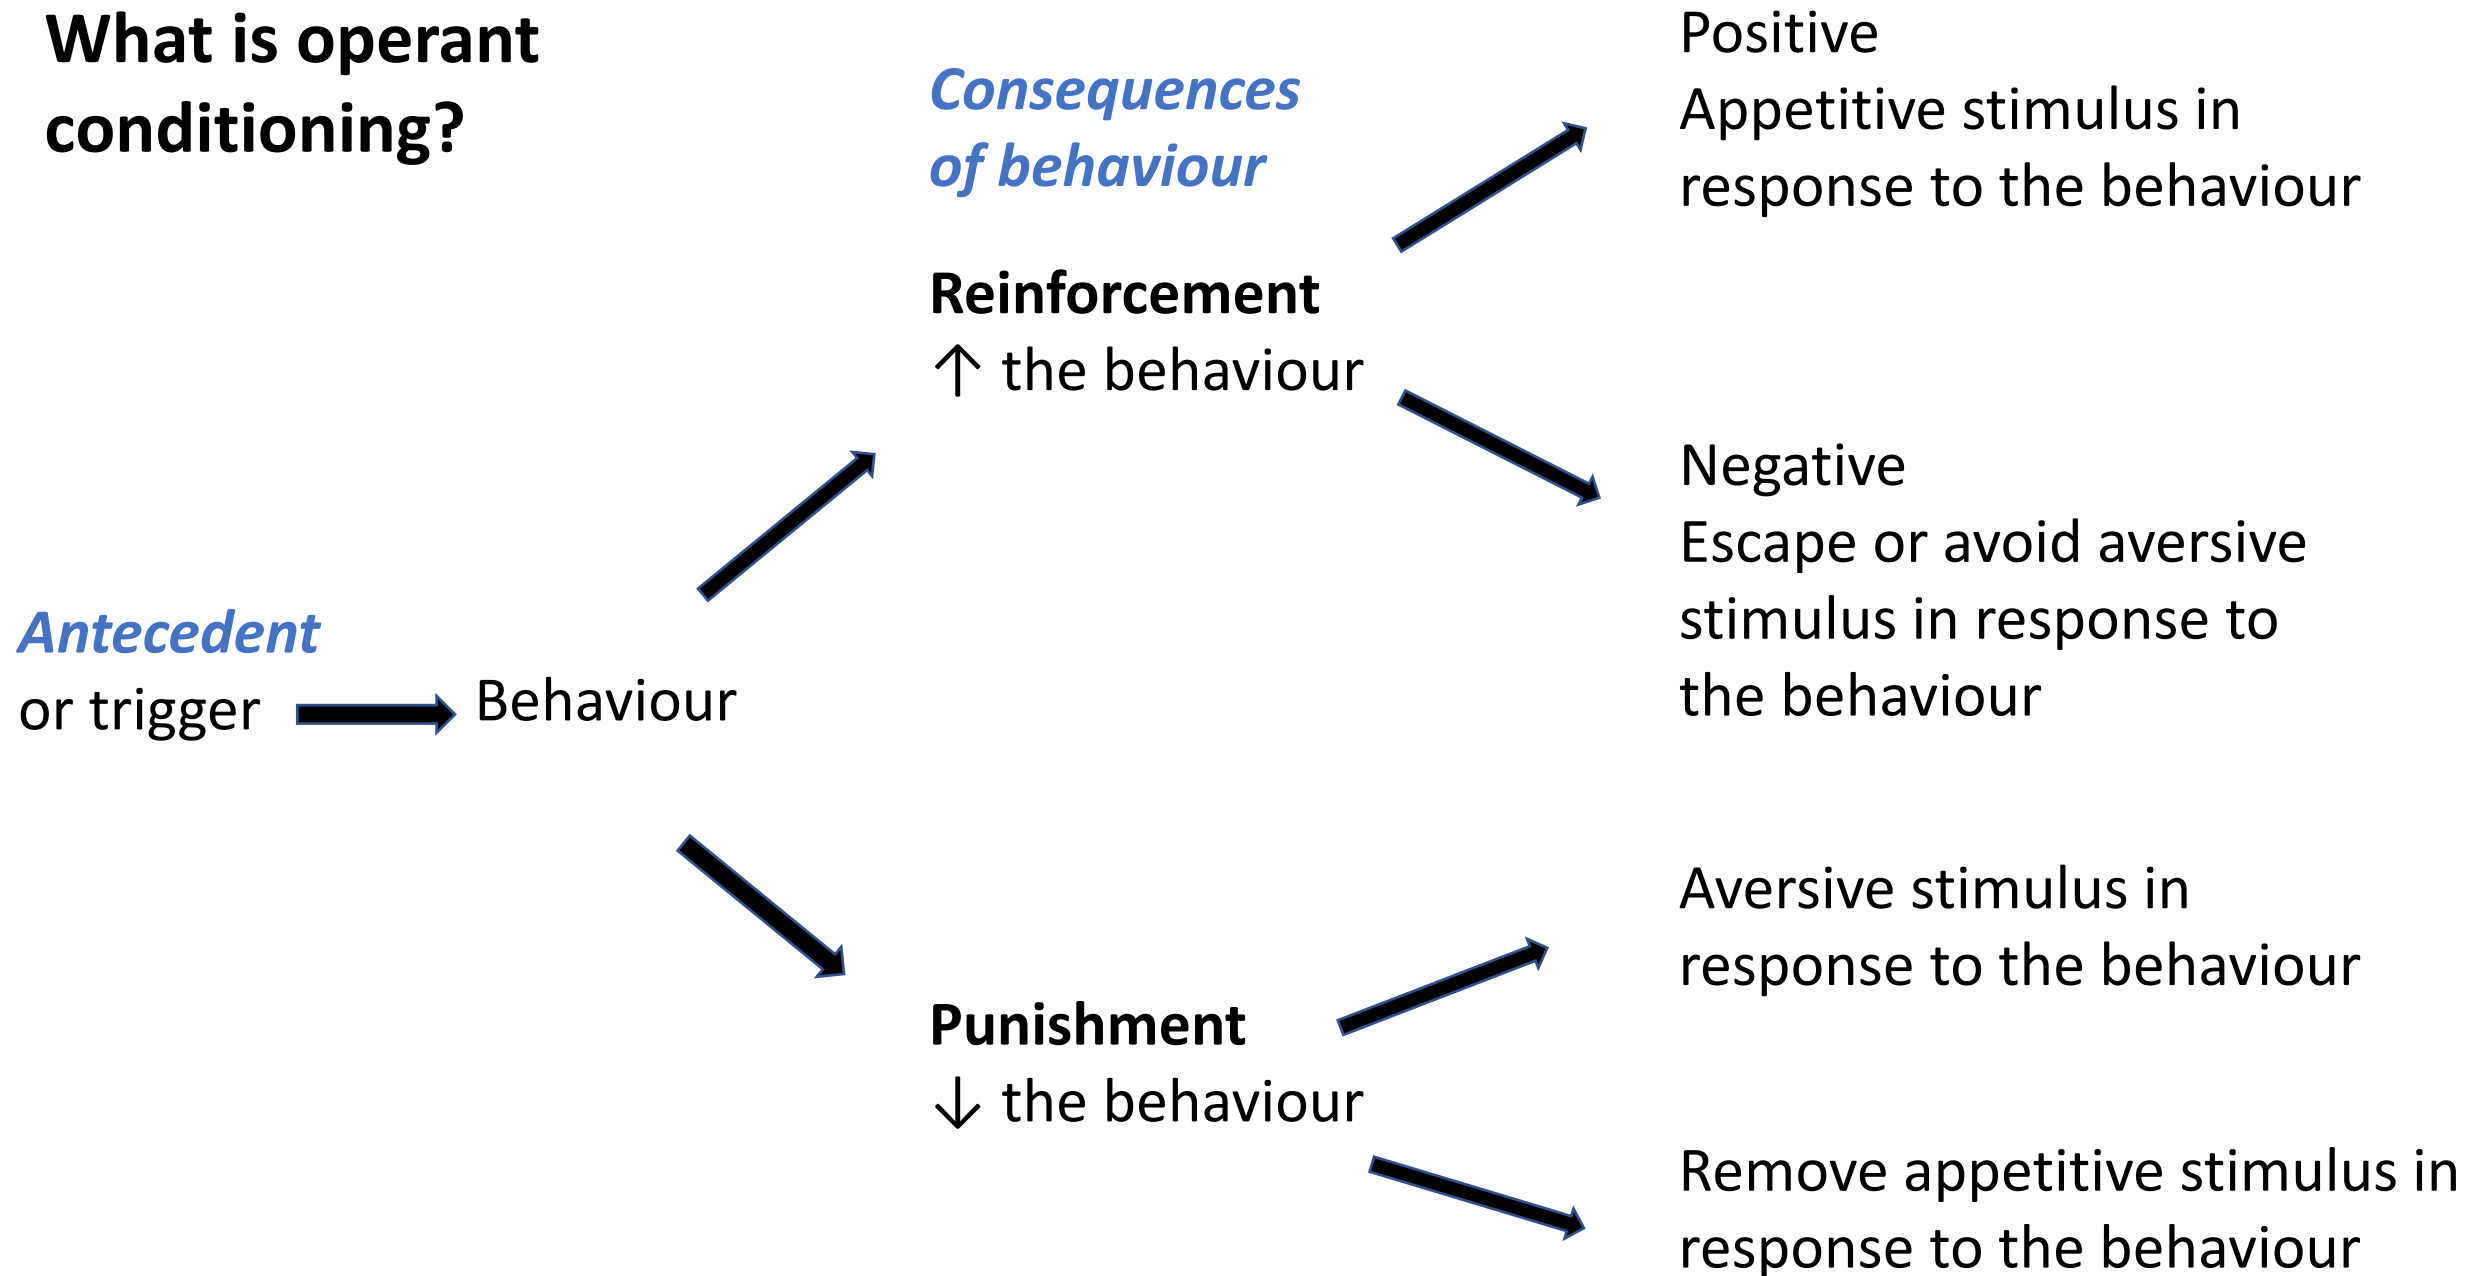 What is operant
conditioning?
Consequences
of behaviour
Positive
Appetitive stimulus in
response to the behaviour
Reinforcement
↑ the behaviour
Negative
Escape or avoid aversive
stimulus in response to
the behaviour
Antecedent
or trigger
Behaviour
Aversive stimulus in
response to the behaviour
Punishment
↓ the behaviour
Remove appetitive stimulus in
response to the behaviour